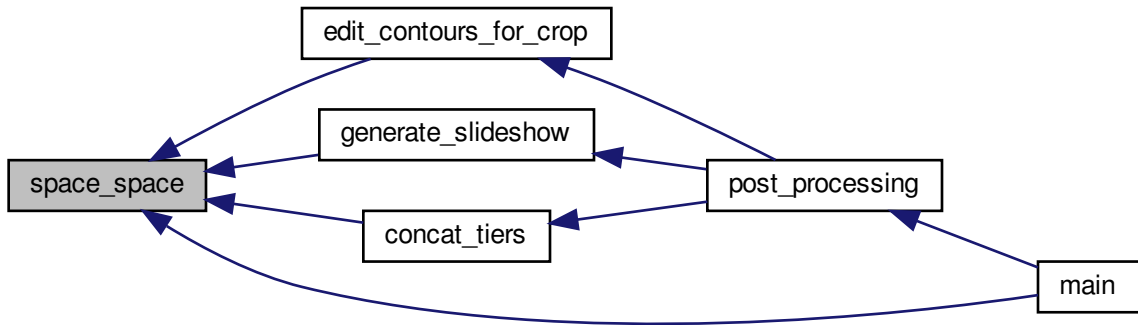 edit_contours_for_crop
generate_slideshow
space_space
post_processing
concat_tiers
main